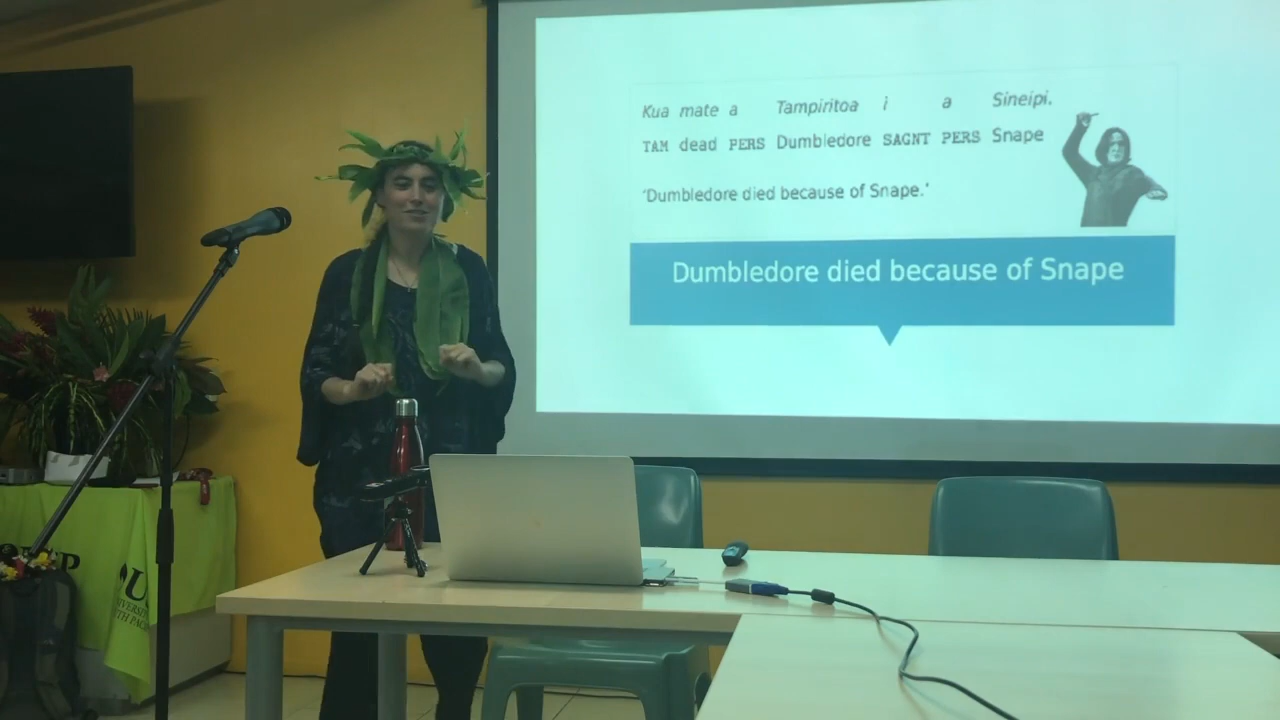 Kua mate a Tampiritoa i a Sineipi.
TAM dead PERS Dumbledore SAGNT PERS Snape
'Dumbledore died because of Snape.'
Dumbledore died because of Snape